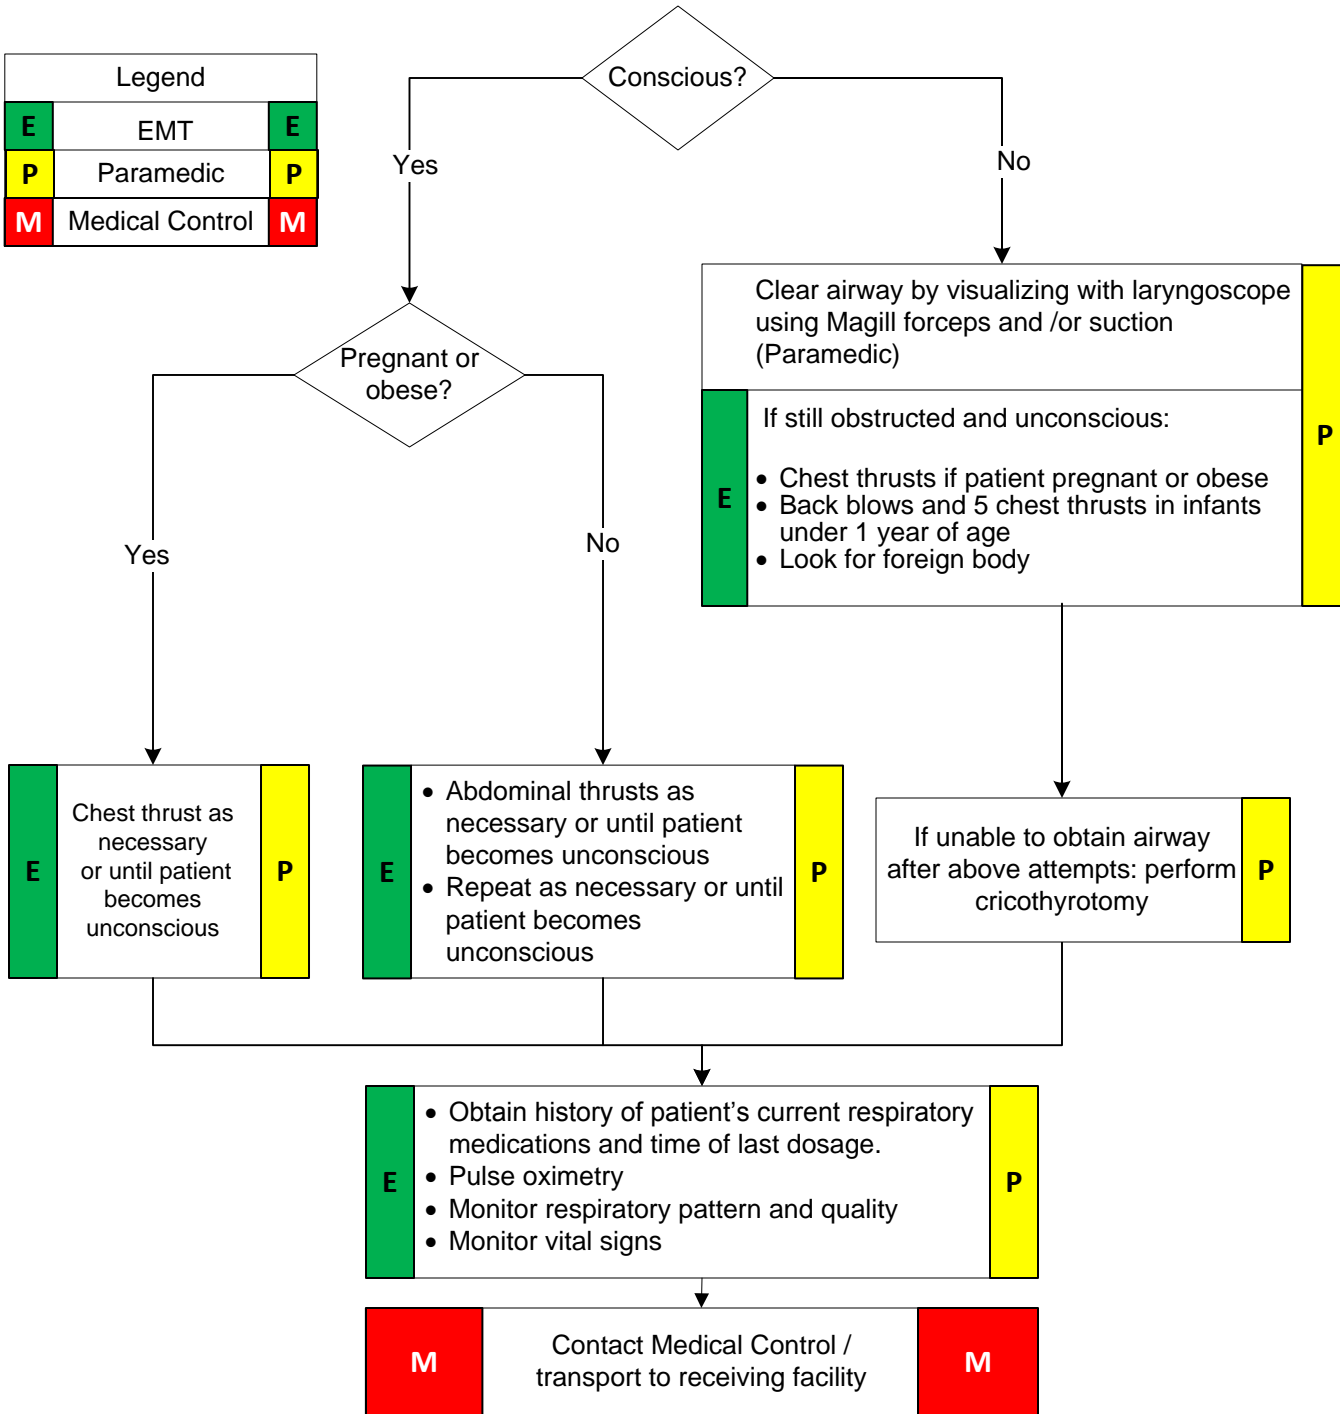 Conscious?
Legend
E EMT E
P Paramedic P
M Medical Control M
Yes
No
Clear airway by visualizing with laryngoscope
using Magill forceps and /or suction
(Paramedic)
P
E
If still obstructed and unconscious:
• Chest thrusts if patient pregnant or obese
• Back blows and 5 chest thrusts in infants
under 1 year of age
• Look for foreign body
Pregnant or
obese?
Yes
No
E
Chest thrust as
necessary
or until patient
becomes
unconscious
P
E
• Abdominal thrusts as
necessary or until patient
becomes unconscious
• Repeat as necessary or until
patient becomes
unconscious
P
If unable to obtain airway
after above attempts: perform
cricothyrotomy
P
E
• Obtain history of patient’s current respiratory
medications and time of last dosage.
• Pulse oximetry
• Monitor respiratory pattern and quality
• Monitor vital signs
P
M
Contact Medical Control /
transport to receiving facility
M